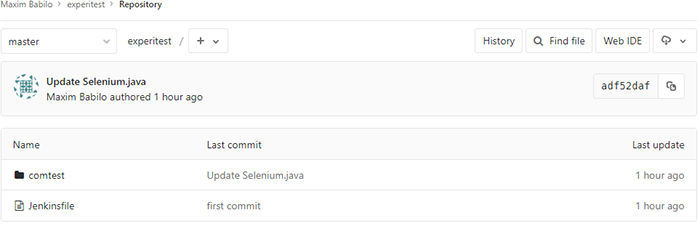 Maxim Babilo > experitest > Repository
master experitest / + History Find file Web IDE
Update Selenium.java
Maxim Babilo authored 1 hour ago
adf52daf
Name Last commit Last update
comtest Update Selenium.java 1 hour ago
Jenkinsfile first commit 1 hour ago